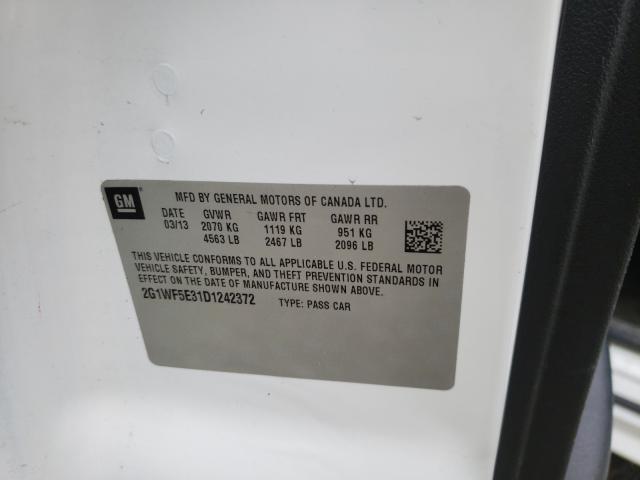 GM
MFD BY GENERAL MOTORS OF CANADA LTD.
DATE GVWR GAWR FRT GAWR RR
03/13 2070 KG 1119 KG 951 KG
4563 LB 2467 LB 2096 LB
THIS VEHICLE CONFORMS TO ALL APPLICABLE U.S. FEDERAL MOTOR
VEHICLE SAFETY, BUMPER, AND THEFT PREVENTION STANDARDS IN
EFFECT ON THE DATE OF MANUFACTURE SHOWN ABOVE.
2G1WF5E31D1242372 TYPE: PASS CAR